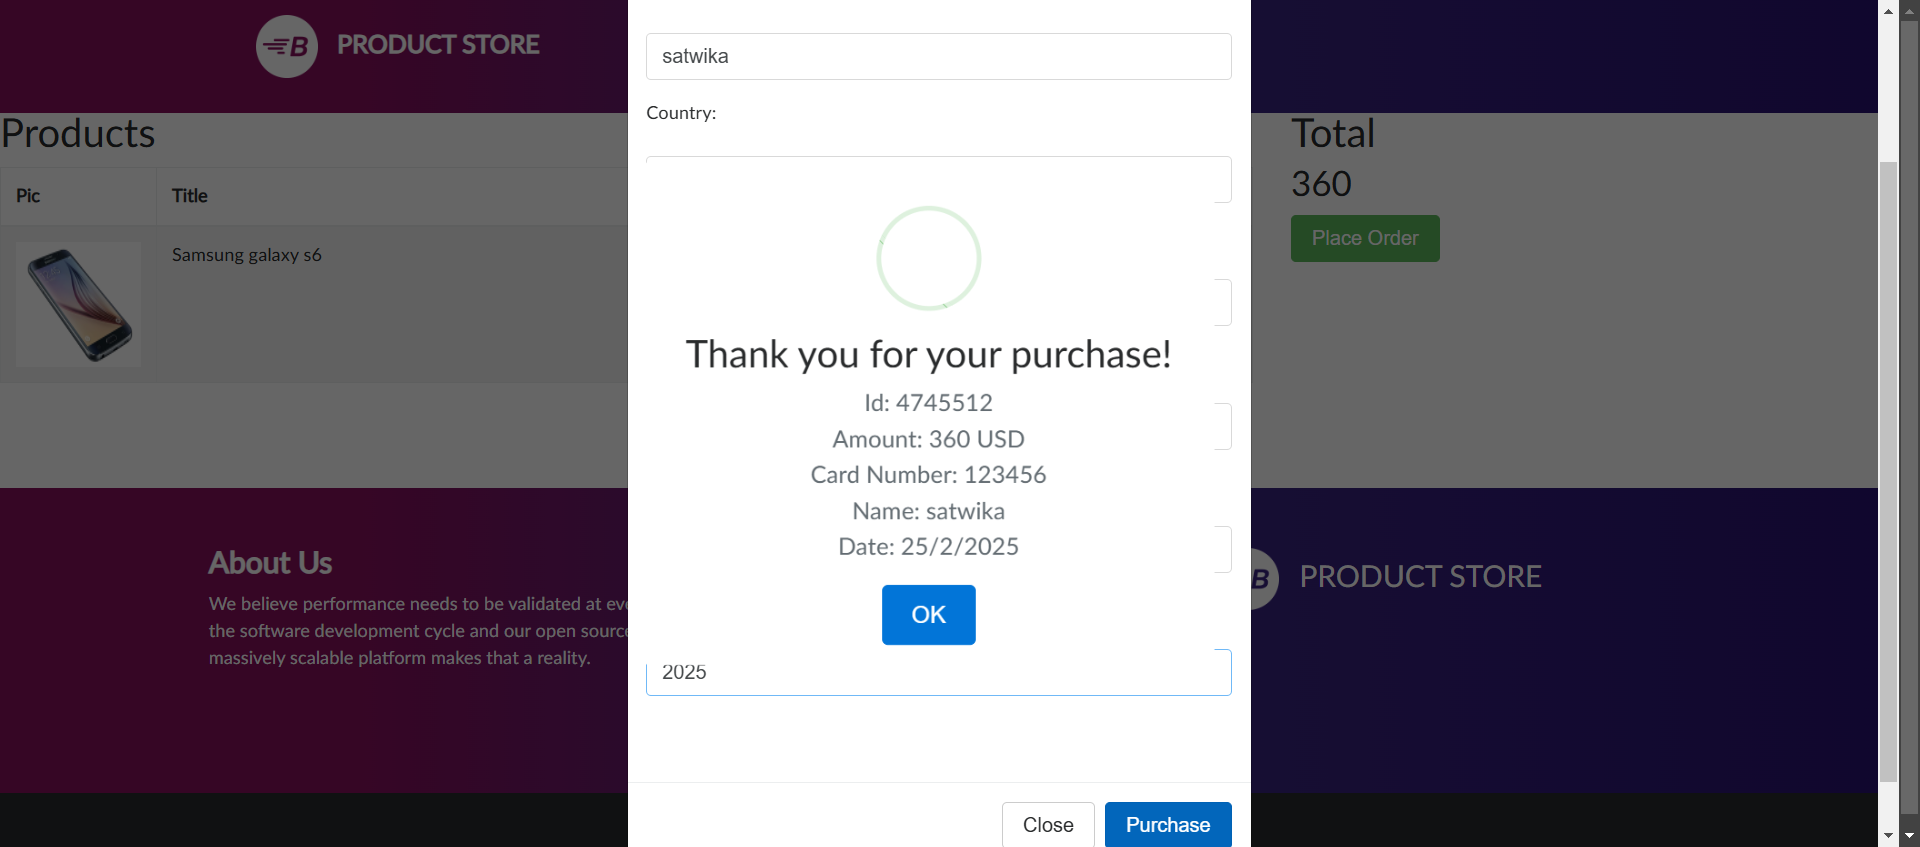 B PRODUCT STORE
satwika
Country:
Products
Total
360
Pic
Title
Place Order
Samsung galaxy s6
Thank you for your purchase!
Id: 4745512
Amount: 360 USD
Card Number: 123456
Name: satwika
Date: 25/2/2025
OK
About Us
We believe performance needs to be validated at
the software development cycle and our open source
massively scalable platform makes that a reality.
B PRODUCT STORE
2025
Close
Purchase